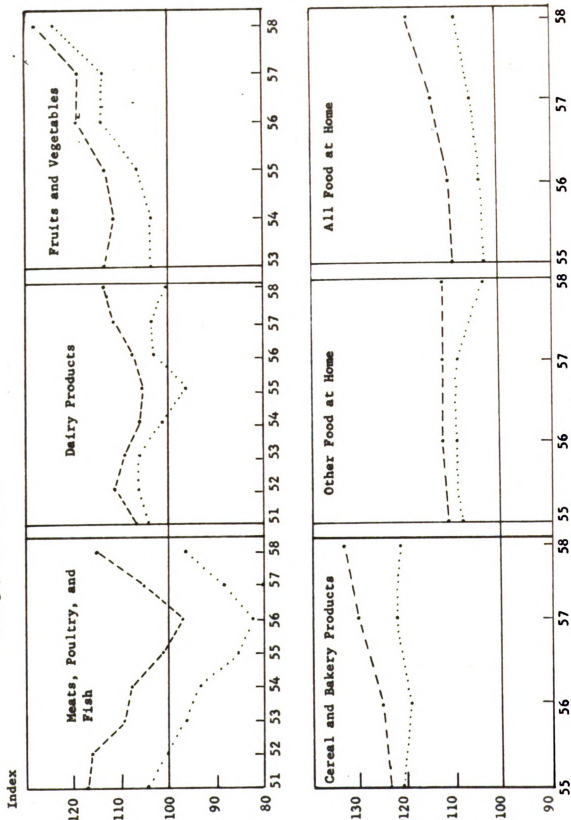 Index
Meats, Poultry, and
Fish
Dairy Products
Fruits and Vegetables
120
110
100
90
80
51 52 53 54 55 56 57 58
51 52 53 54 55 56 57 58
53 54 55 56 57 58
Cereal and Bakery Products
Other Food at Home
All Food at Home
130
120
110
100
90
55 56 57 58
55 56 57 58
55 56 57 58